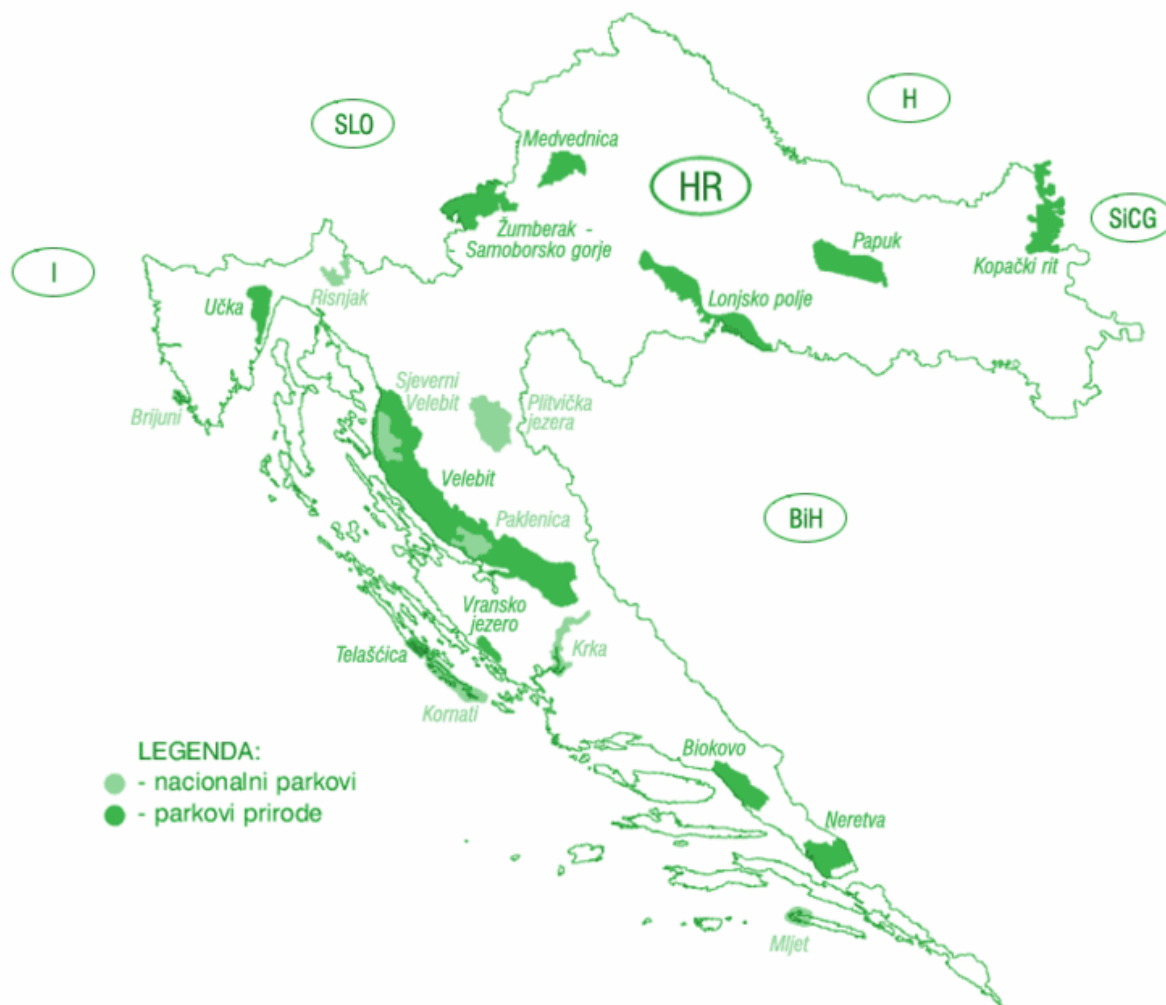 H
SLO
Medvednica
HR
SiCG
Žumberak -
Samoborsko gorje
Papuk
Kopački rit
I
Risnjak
Učka
Lonjsko polje
Sjeverni
Velebit
Plitvička
jezera
Brijuni
Velebit
BiH
Paklenica
Vransko
jezero
Telašćica
Krka
Kornati
LEGENDA:
- nacionalni parkovi
- parkovi prirode
Biokovo
Neretva
Mljet